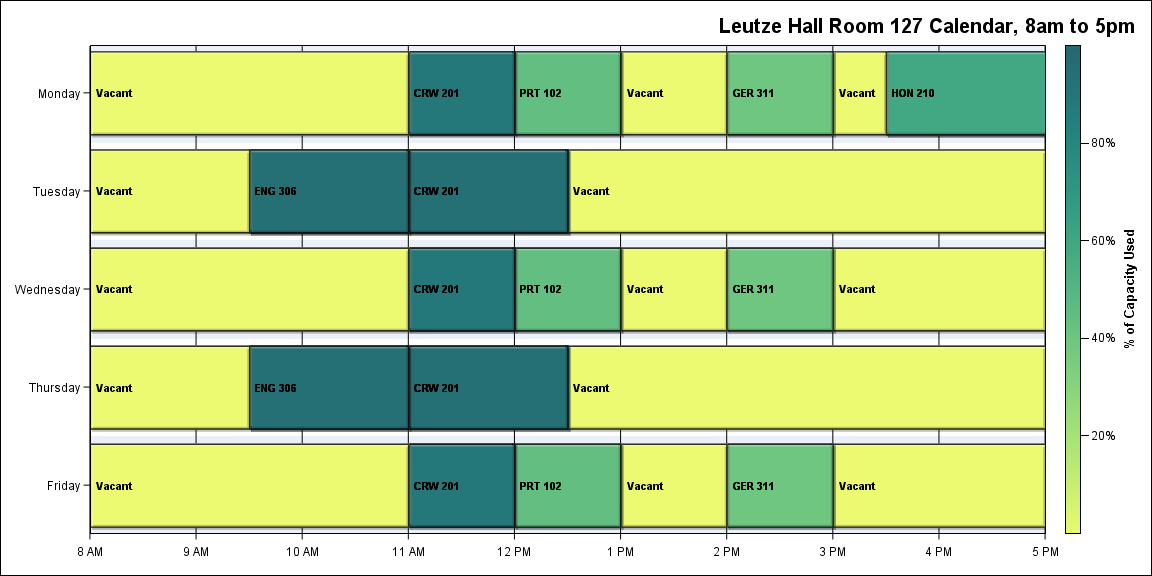 Leutze Hall Room 127 Calendar, 8am to 5pm
Monday
Vacant
CRW 201
PRT 102
Vacant
GER 311
Vacant
HON 210
Tuesday
Vacant
ENG 306
CRW 201
Vacant
Wednesday
Vacant
CRW 201
PRT 102
Vacant
GER 311
Vacant
Thursday
Vacant
ENG 306
CRW 201
Vacant
Friday
Vacant
CRW 201
PRT 102
Vacant
GER 311
Vacant
8 AM
9 AM
10 AM
11 AM
12 PM
1 PM
2 PM
3 PM
4 PM
5 PM
80%
60%
40%
20%
% of Capacity Used